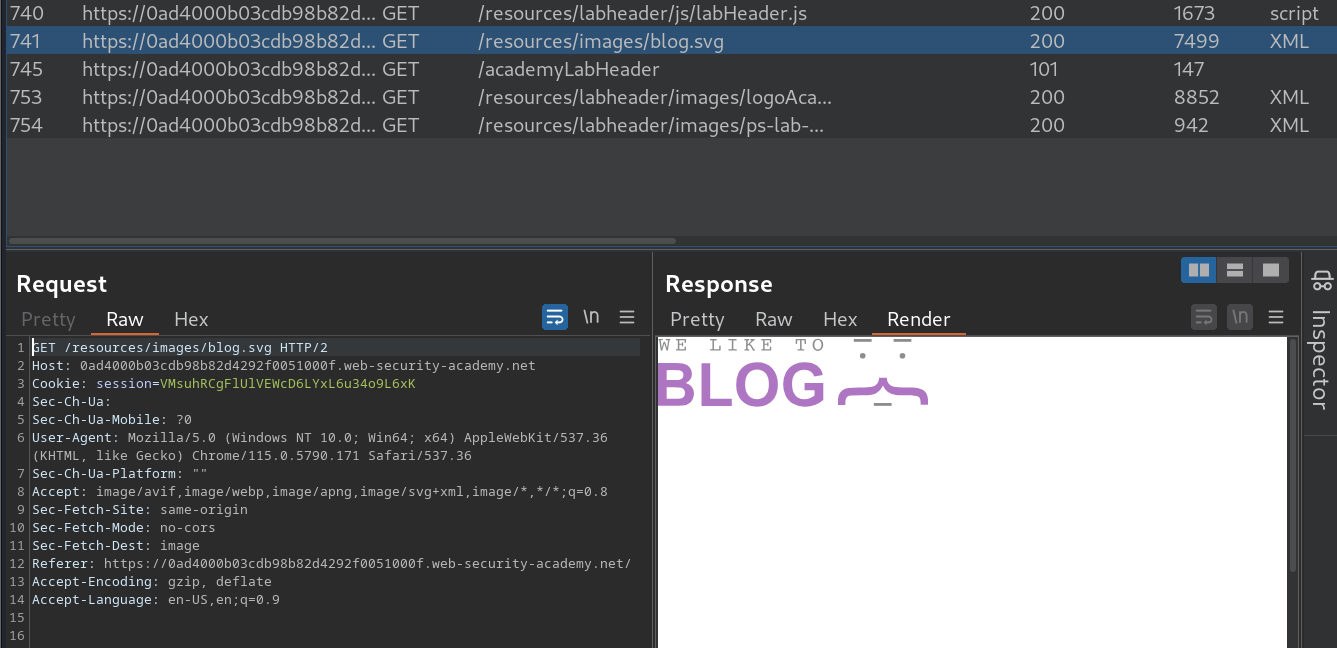 740 https://0ad4000b03cdb98b82d... GET /resources/labheader/js/labHeader.js 200 1673 script
741 https://0ad4000b03cdb98b82d... GET /resources/images/blog.svg 200 7499 XML
745 https://0ad4000b03cdb98b82d... GET /academyLabHeader 101 147
753 https://0ad4000b03cdb98b82d... GET /resources/labheader/images/logoAca... 200 8852 XML
754 https://0ad4000b03cdb98b82d... GET /resources/labheader/images/ps-lab-... 200 942 XML
Request
Pretty Raw Hex \n
1 GET /resources/images/blog.svg HTTP/2
2 Host: 0ad4000b03cdb98b82d4292f0051000f.web-security-academy.net
3 Cookie: session=VMsuhRCgFlUlVEWcD6LYxL6u34o9L6xK
4 Sec-Ch-Ua:
5 Sec-Ch-Ua-Mobile: ?0
6 User-Agent: Mozilla/5.0 (Windows NT 10.0; Win64; x64) AppleWebKit/537.36
(KHTML, like Gecko) Chrome/115.0.5790.171 Safari/537.36
7 Sec-Ch-Ua-Platform: ""
8 Accept: image/avif,image/webp,image/apng,image/svg+xml,image/*,*/*;q=0.8
9 Sec-Fetch-Site: same-origin
10 Sec-Fetch-Mode: no-cors
11 Sec-Fetch-Dest: image
12 Referer: https://0ad4000b03cdb98b82d4292f0051000f.web-security-academy.net/
13 Accept-Encoding: gzip, deflate
14 Accept-Language: en-US,en;q=0.9
15
16
Response
Pretty Raw Hex Render \n
WE LIKE TO
BLOG
Inspector